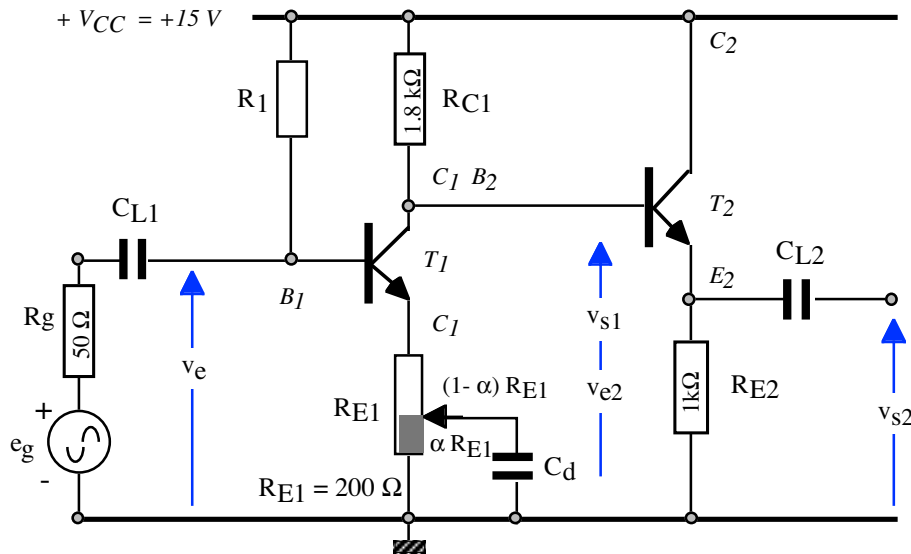 + VCC = +15 V
C2
R1
1.8 kΩ
RC1
C1 B2
CL1
T2
T1
CL2
B1
E2
Rg
50 Ω
C1
vs1
ve
(1- α) RE1
RE1
ve2
1kΩ
RE2
vs2
+
eg
-
α RE1
Cd
RE1 = 200 Ω